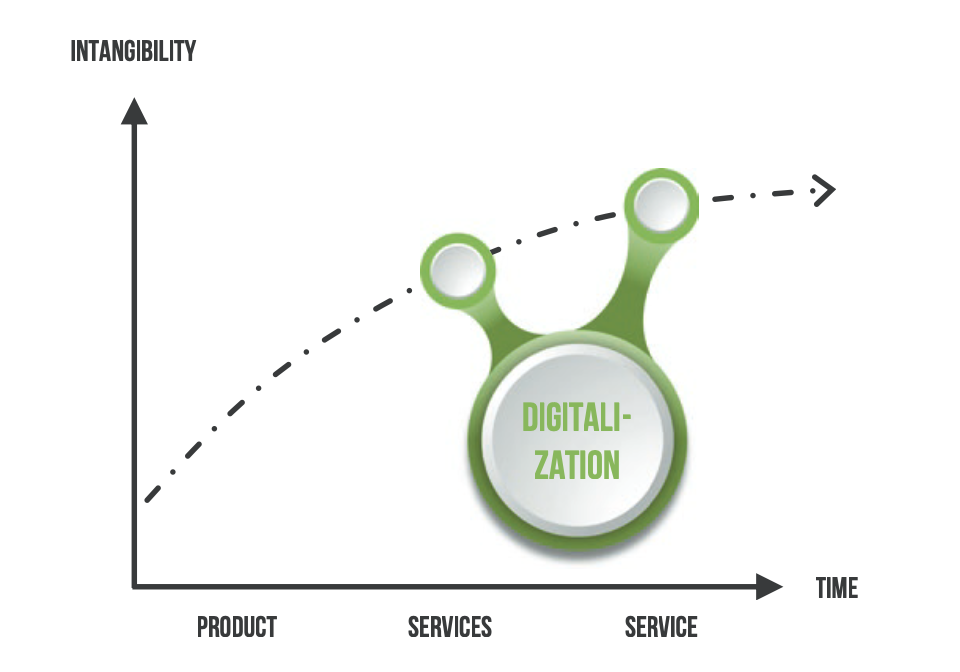 INTANGIBILITY
DIGITALI-
ZATION
TIME
PRODUCT SERVICES SERVICE